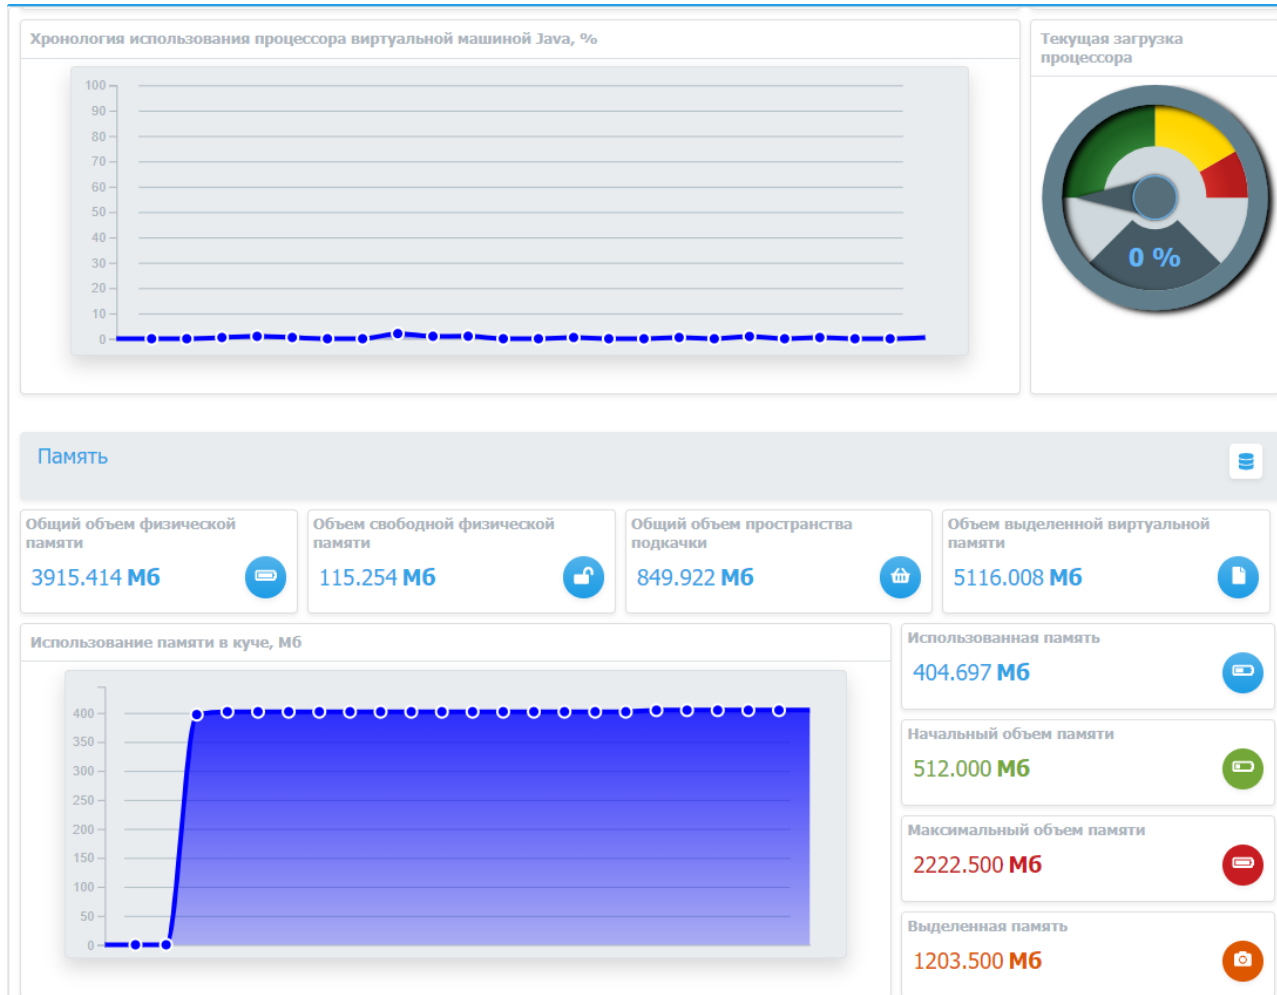 Хронология использования процессора виртуальной машиной Java, %
100
90
80
70
60
50
40
30
20
10
0
Текущая загрузка
процессора
0 %
Память
Общий объем физической
памяти
3915.414 Мб
Объем свободной физической
памяти
115.254 Мб
Общий объем пространства
подкачки
849.922 Мб
Объем выделенной виртуальной
памяти
5116.008 Мб
Использование памяти в куче, Мб
400
350
300
250
200
150
100
50
0
Использованная память
404.697 Мб
Начальный объем памяти
512.000 Мб
Максимальный объем памяти
2222.500 Мб
Выделенная память
1203.500 Мб